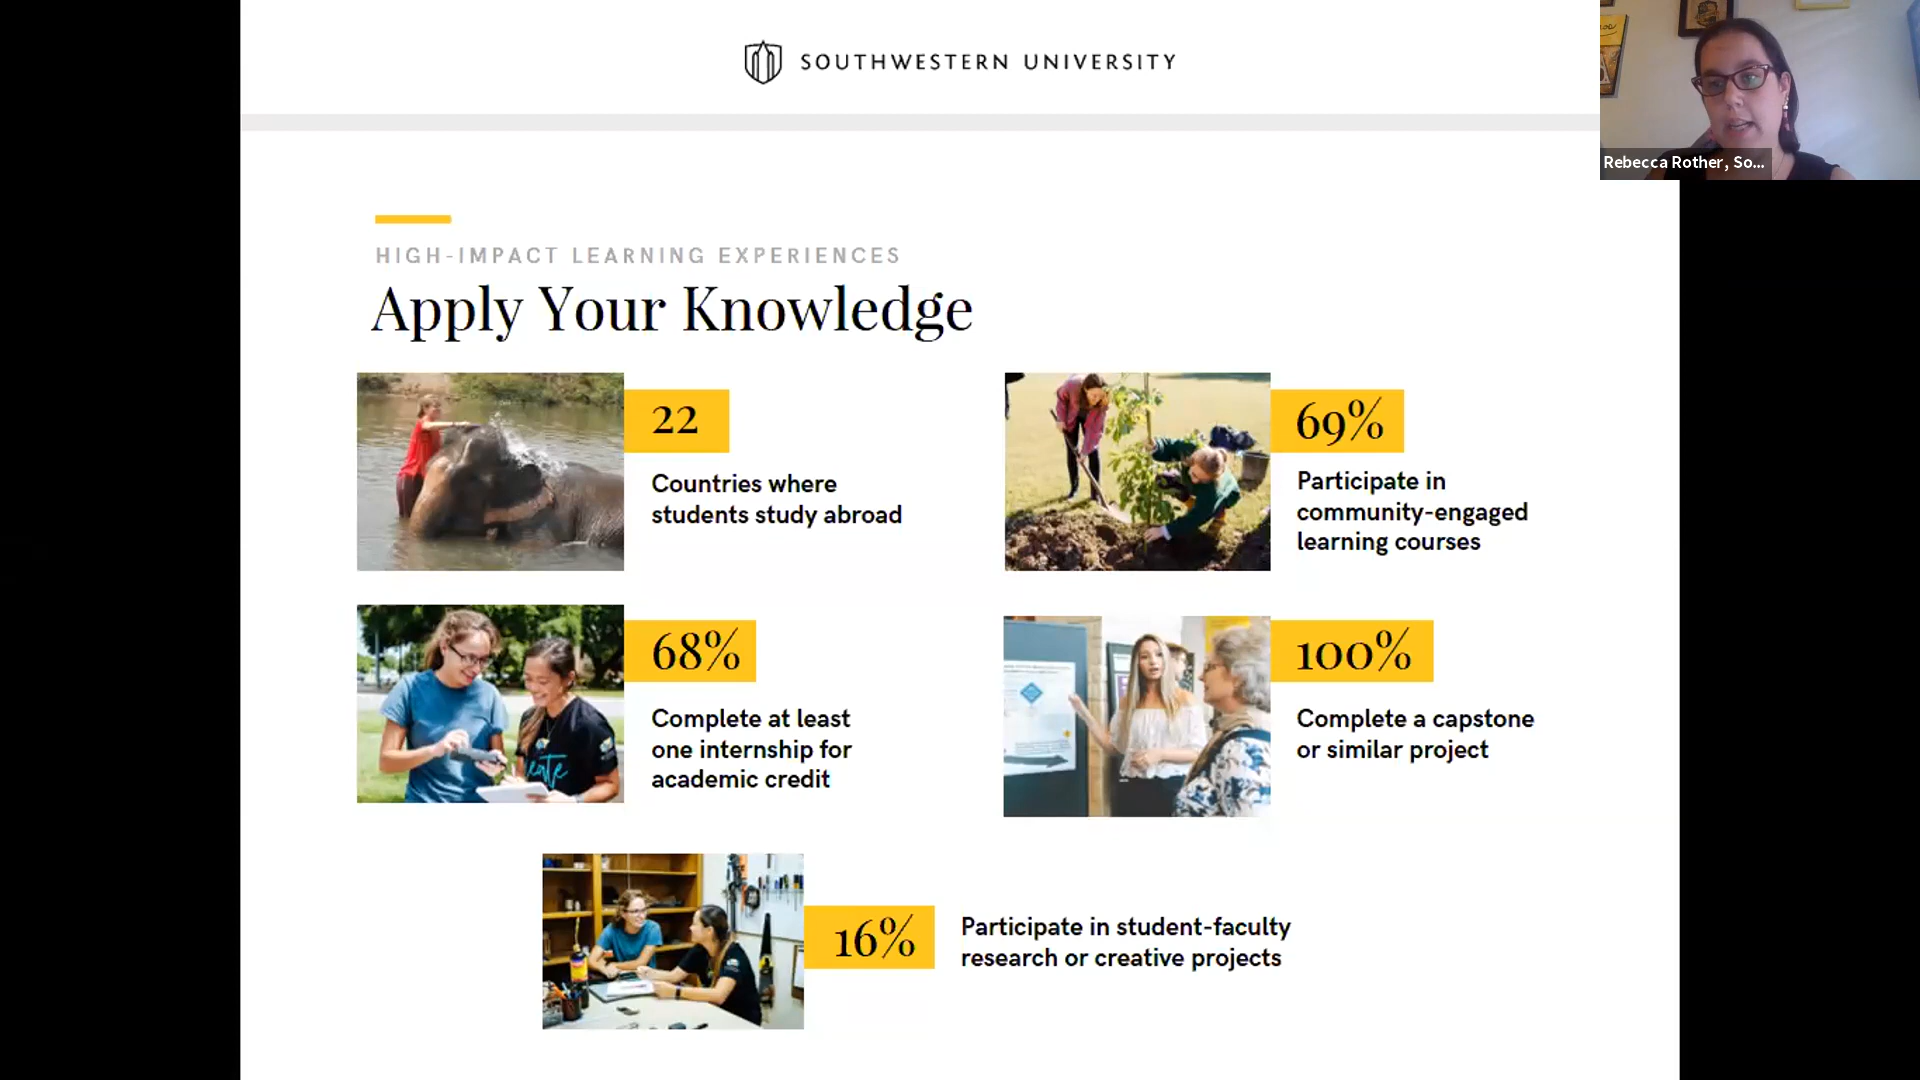 SOUTHWESTERN UNIVERSITY
Rebecca Rother, So...
HIGH-IMPACT LEARNING EXPERIENCES
Apply Your Knowledge
22
Countries where
students study abroad
69%
Participate in
community-engaged
learning courses
68%
Complete at least
one internship for
academic credit
100%
Complete a capstone
or similar project
16%
Participate in student-faculty
research or creative projects